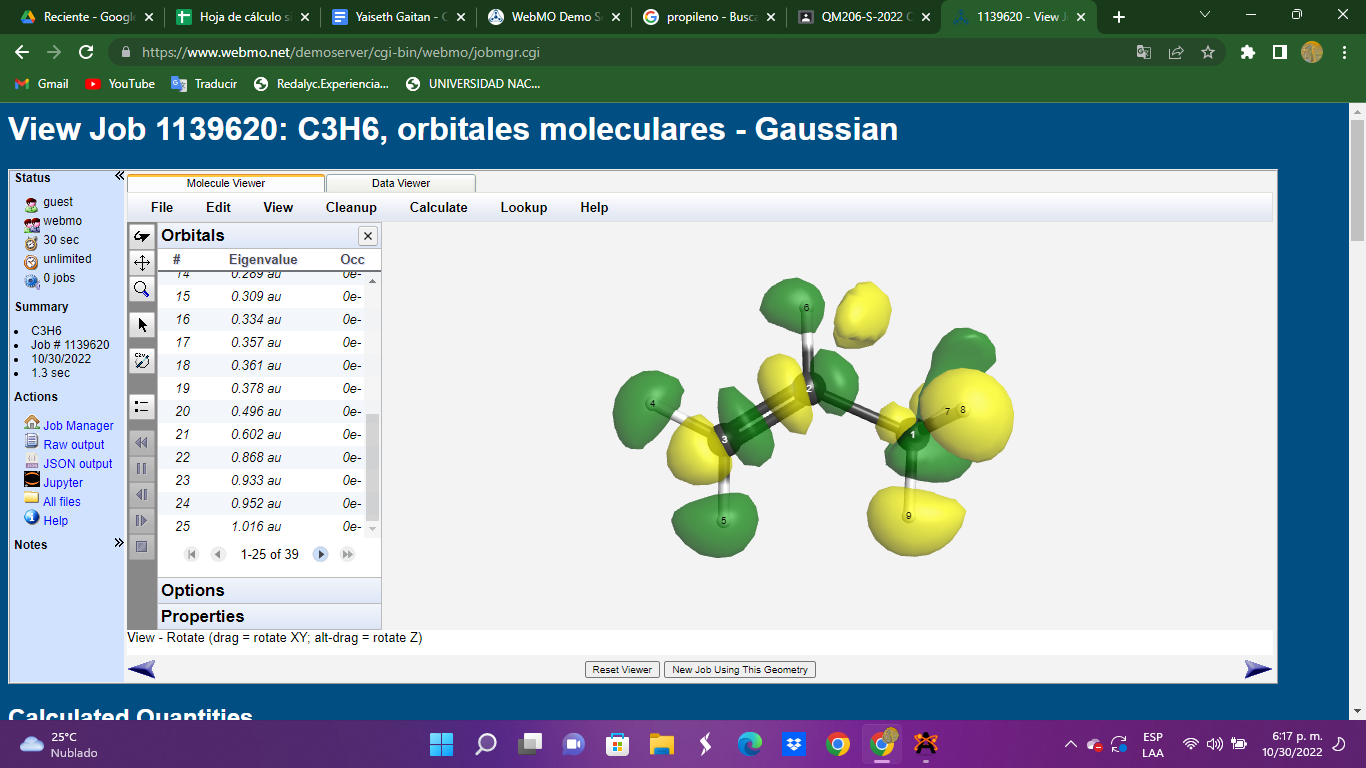 Reciente - Google
Hoja de cálculo si
Yaiseth Gaitan - C
WebMO Demo S
propileno - Busc
QM206-S-2022 C
1139620 - View J
https://www.webmo.net/demoserver/cgi-bin/webmo/jobmgr.cgi
Gmail
YouTube
Traducir
Redalyc.Experiencia...
UNIVERSIDAD NAC...
View Job 1139620: C3H6, orbitales moleculares - Gaussian
Status
guest
webmo
30 sec
unlimited
0 jobs
Summary
C3H6
Job # 1139620
10/30/2022
1.3 sec
Actions
Job Manager
Raw output
JSON output
Jupyter
All files
Help
Notes
Molecule Viewer
Data Viewer
File Edit View Cleanup Calculate Lookup Help
Orbitals
# Eigenvalue Occ
14 0.289 au 0e-
15 0.309 au 0e-
16 0.334 au 0e-
17 0.357 au 0e-
18 0.361 au 0e-
19 0.378 au 0e-
20 0.496 au 0e-
21 0.602 au 0e-
22 0.868 au 0e-
23 0.933 au 0e-
24 0.952 au 0e-
25 1.016 au 0e-
1-25 of 39
Options
Properties
6
2
4
3
7
8
1
5
9
View - Rotate (drag = rotate XY; alt-drag = rotate Z)
Reset Viewer
New Job Using This Geometry
Calculated Quantities
25°C
Nublado
ESP
LAA
6:17 p. m.
10/30/2022